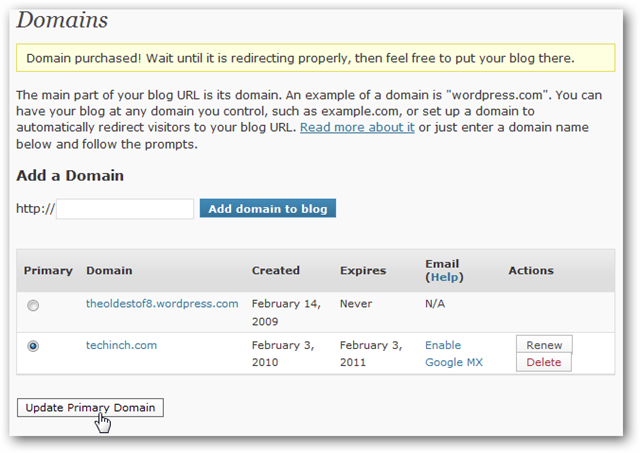 Domains
Domain purchased! Wait until it is redirecting properly, then feel free to put your blog there.
The main part of your blog URL is its domain. An example of a domain is "wordpress.com". You can
have your blog at any domain you control, such as example.com, or set up a domain to
automatically redirect visitors to your blog URL. Read more about it or just enter a domain name
below and follow the prompts.
Add a Domain
http:// Add domain to blog
Primary Domain Created Expires Email (Help) Actions
theoldestof8.wordpress.com February 14, 2009 Never N/A
techinch.com February 3, 2010 February 3, 2011 Enable Google MX Renew Delete
Update Primary Domain